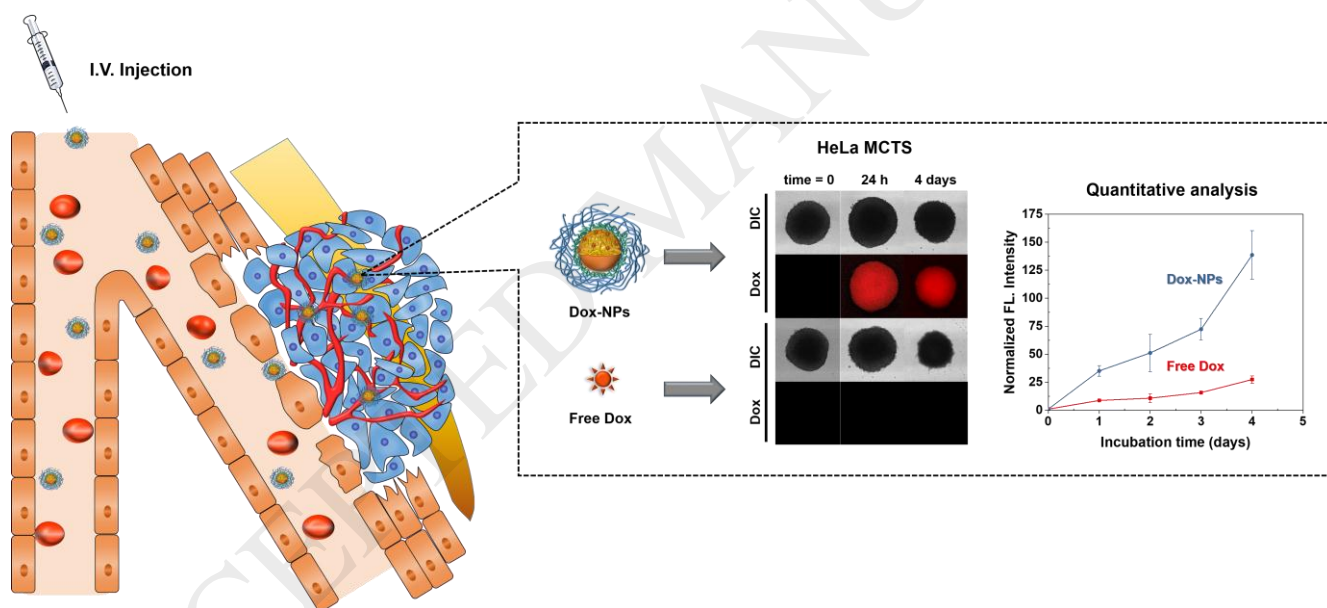 I.V. Injection
HeLa MCTS
time = 0 24 h 4 days
DIC
Dox
DIC
Dox
Dox-NPs
Free Dox
Quantitative analysis
Normalized FL. Intensity
175
150
125
100
75
50
25
0
Dox-NPs
Free Dox
0 1 2 3 4 5
Incubation time (days)